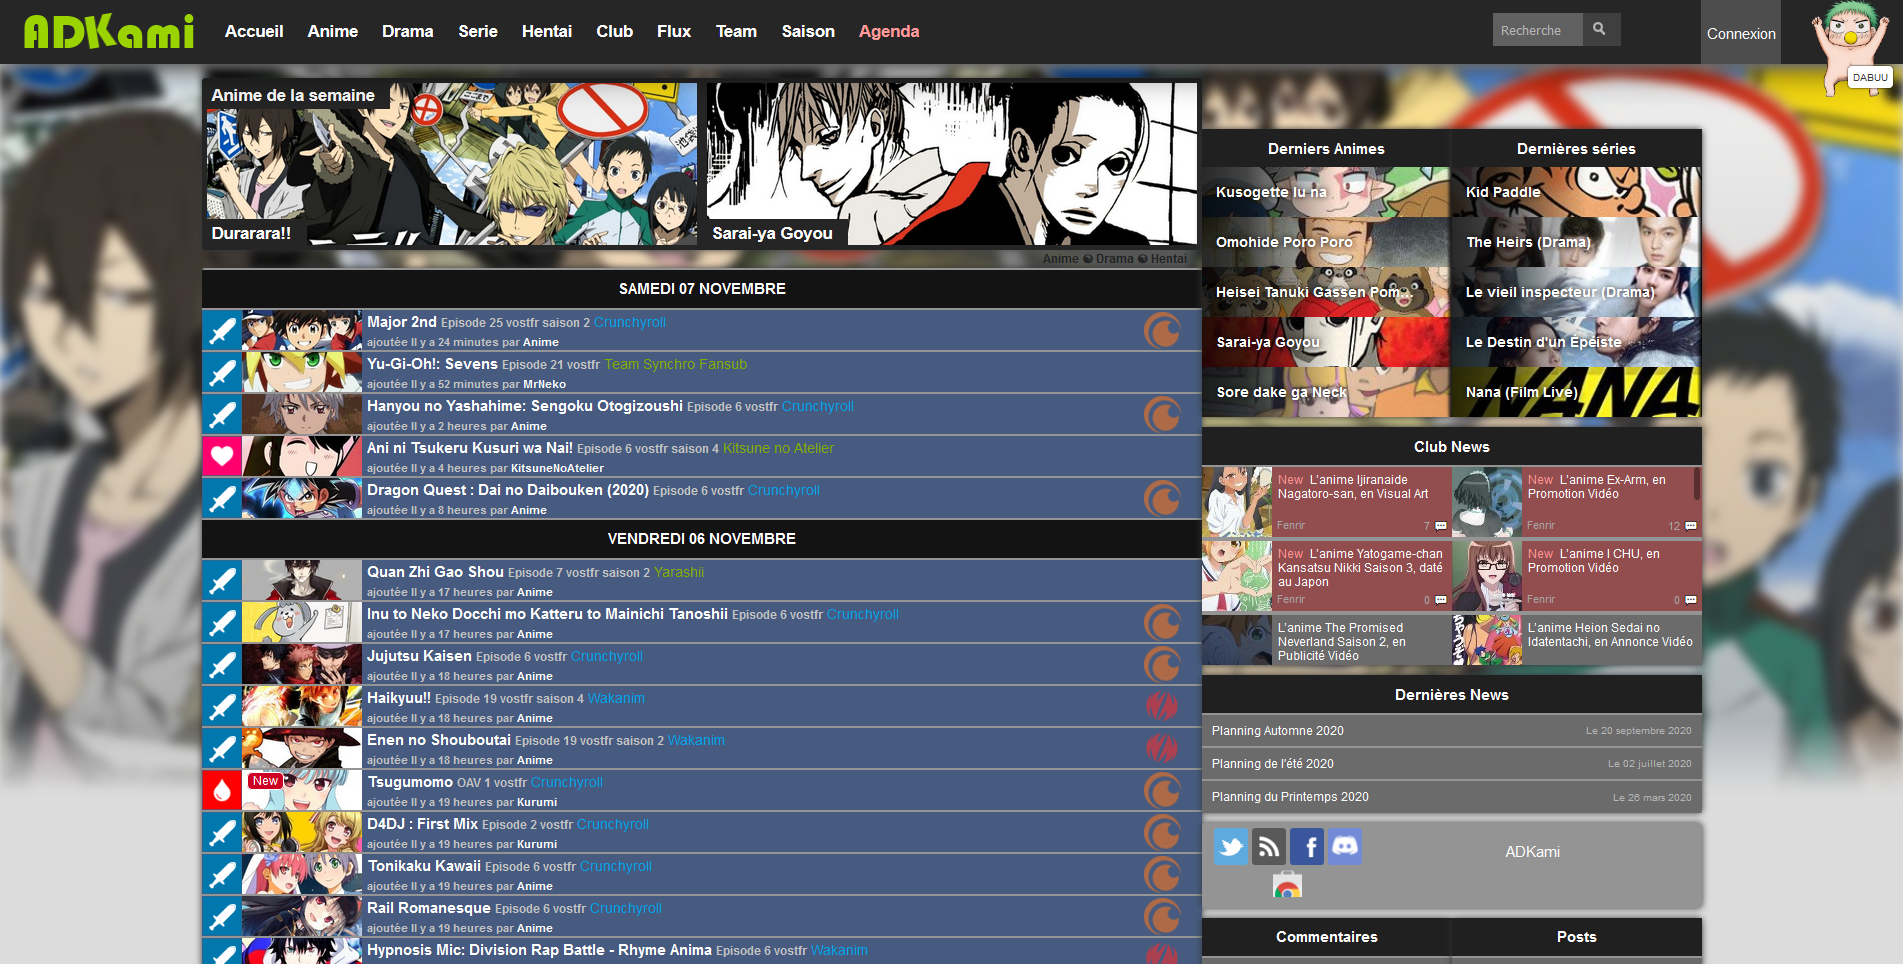 ADKami
Accueil Anime Drama Serie Hentai Club Flux Team Saison Agenda
Recherche
Connexion
DABUU
Anime de la semaine
Durarara!!
Sarai-ya Goyou
Anime Drama Hentai
SAMEDI 07 NOVEMBRE
Major 2nd Episode 25 vostfr saison 2 Crunchyroll
ajoutée Il y a 24 minutes par Anime
Yu-Gi-Oh!: Sevens Episode 21 vostfr Team Synchro Fansub
ajoutée Il y a 52 minutes par MrNeko
Hanyou no Yashahime: Sengoku Otogizoushi Episode 6 vostfr Crunchyroll
ajoutée Il y a 2 heures par Anime
Ani ni Tsukeru Kusuri wa Nai! Episode 6 vostfr saison 4 Kitsune no Atelier
ajoutée Il y a 4 heures par KitsuneNoAtelier
Dragon Quest : Dai no Daibouken (2020) Episode 6 vostfr Crunchyroll
ajoutée Il y a 8 heures par Anime
VENDREDI 06 NOVEMBRE
Quan Zhi Gao Shou Episode 7 vostfr saison 2 Yarashii
ajoutée Il y a 17 heures par Anime
Inu to Neko Docchi mo Katteru to Mainichi Tanoshii Episode 6 vostfr Crunchyroll
ajoutée Il y a 17 heures par Anime
Jujutsu Kaisen Episode 6 vostfr Crunchyroll
ajoutée Il y a 18 heures par Anime
Haikyuu!! Episode 19 vostfr saison 4 Wakanim
ajoutée Il y a 18 heures par Anime
Enen no Shouboutai Episode 19 vostfr saison 2 Wakanim
ajoutée Il y a 18 heures par Anime
New
Tsugumomo OAV 1 vostfr Crunchyroll
ajoutée Il y a 19 heures par Kurumi
D4DJ : First Mix Episode 2 vostfr Crunchyroll
ajoutée Il y a 19 heures par Kurumi
Tonikaku Kawaii Episode 6 vostfr Crunchyroll
ajoutée Il y a 19 heures par Anime
Rail Romanesque Episode 6 vostfr Crunchyroll
ajoutée Il y a 19 heures par Anime
Hypnosis Mic: Division Rap Battle - Rhyme Anima Episode 6 vostfr Wakanim
Derniers Animes
Kusogette Iu na
Omohide Poro Poro
Heisei Tanuki Gassen Pom...
Sarai-ya Goyou
Sore dake ga Neck
Dernières séries
Kid Paddle
The Heirs (Drama)
Le vieil inspecteur (Drama)
Le Destin d'un Épéiste
Nana (Film Live)
NANA
Club News
New L'anime Ijiranaide
Nagatoro-san, en Visual Art
Fenrir 7
New L'anime Ex-Arm, en
Promotion Vidéo
Fenrir 12
New L'anime Yatogame-chan
Kansatsu Nikki Saison 3, daté
au Japon
Fenrir 0
New L'anime I CHU, en
Promotion Vidéo
Fenrir 0
L'anime The Promised
Neverland Saison 2, en
Publicité Vidéo
L'anime Heion Sedai no
Idatentachi, en Annonce Vidéo
Dernières News
Planning Automne 2020 Le 20 septembre 2020
Planning de l'été 2020 Le 02 juillet 2020
Planning du Printemps 2020 Le 26 mars 2020
ADKami
Commentaires
Posts